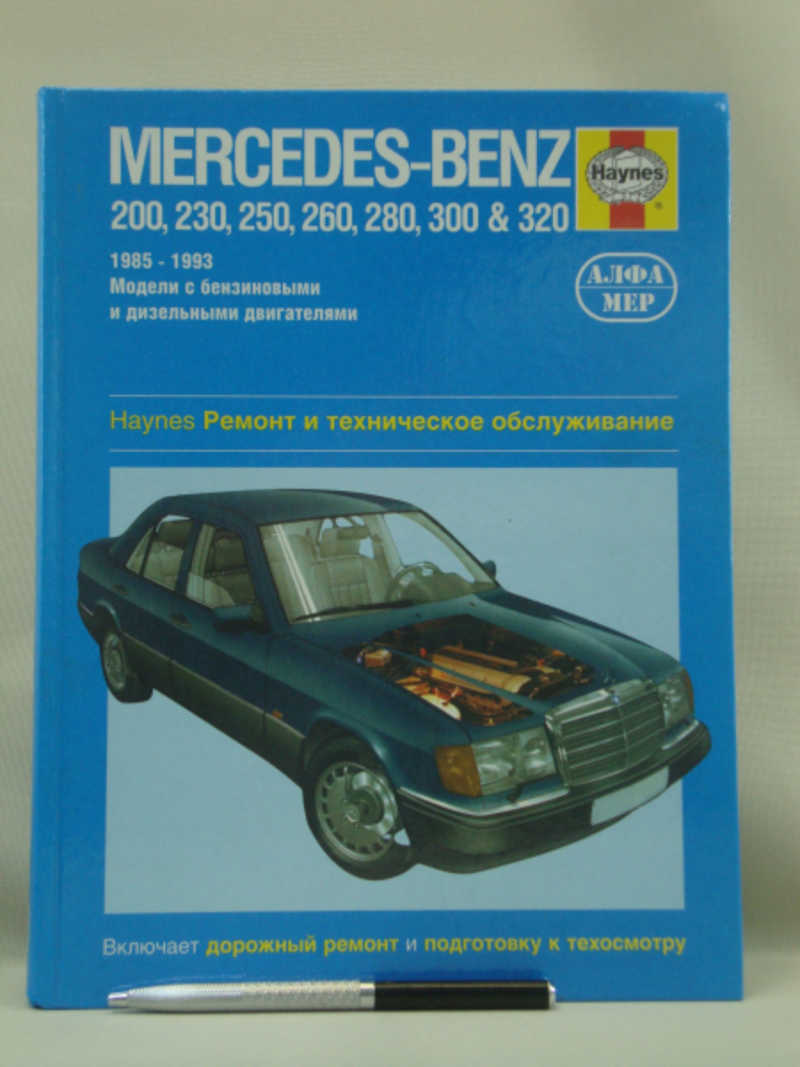 MERCEDES-BENZ
Haynes
®
200, 230, 250, 260, 280, 300 & 320
1985 - 1993
Модели с бензиновыми
и дизельными двигателями
АЛФА
МЕР
Haynes Ремонт и техническое обслуживание
Включает дорожный ремонт и подготовку к техосмотру